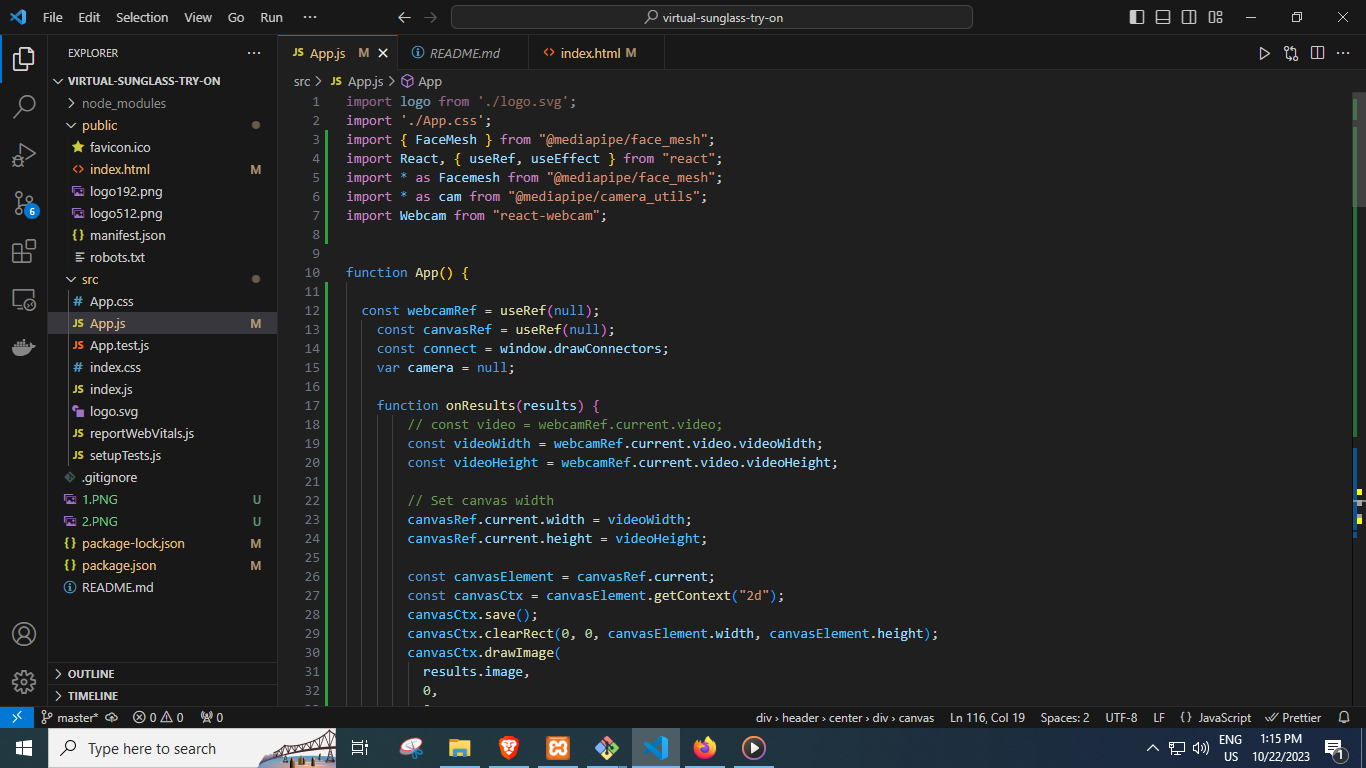 File Edit Selection View Go Run ··· virtual-sunglass-try-on
EXPLORER ···
VIRTUAL-SUNGLASS-TRY-ON
node_modules
public
favicon.ico
index.html M
logo192.png
logo512.png
manifest.json
robots.txt
src
App.css
App.js M
App.test.js
index.css
index.js
logo.svg
reportWebVitals.js
setupTests.js
.gitignore
1.PNG U
2.PNG U
package-lock.json M
package.json M
README.md
OUTLINE
TIMELINE
6
JS App.js M README.md index.html M
src > JS App.js > App
1 import logo from './logo.svg';
2 import './App.css';
3 import { FaceMesh } from "@mediapipe/face_mesh";
4 import React, { useRef, useEffect } from "react";
5 import * as Facemesh from "@mediapipe/face_mesh";
6 import * as cam from "@mediapipe/camera_utils";
7 import Webcam from "react-webcam";
8
9
10 function App() {
11
12 const webcamRef = useRef(null);
13 const canvasRef = useRef(null);
14 const connect = window.drawConnectors;
15 var camera = null;
16
17 function onResults(results) {
18 // const video = webcamRef.current.video;
19 const videoWidth = webcamRef.current.video.videoWidth;
20 const videoHeight = webcamRef.current.video.videoHeight;
21
22 // Set canvas width
23 canvasRef.current.width = videoWidth;
24 canvasRef.current.height = videoHeight;
25
26 const canvasElement = canvasRef.current;
27 const canvasCtx = canvasElement.getContext("2d");
28 canvasCtx.save();
29 canvasCtx.clearRect(0, 0, canvasElement.width, canvasElement.height);
30 canvasCtx.drawImage(
31 results.image,
32 0,
master* 0 0 0 div › header › center › div › canvas Ln 116, Col 19 Spaces: 2 UTF-8 LF {} JavaScript Prettier
Type here to search
ENG
US
1:15 PM
10/22/2023
1